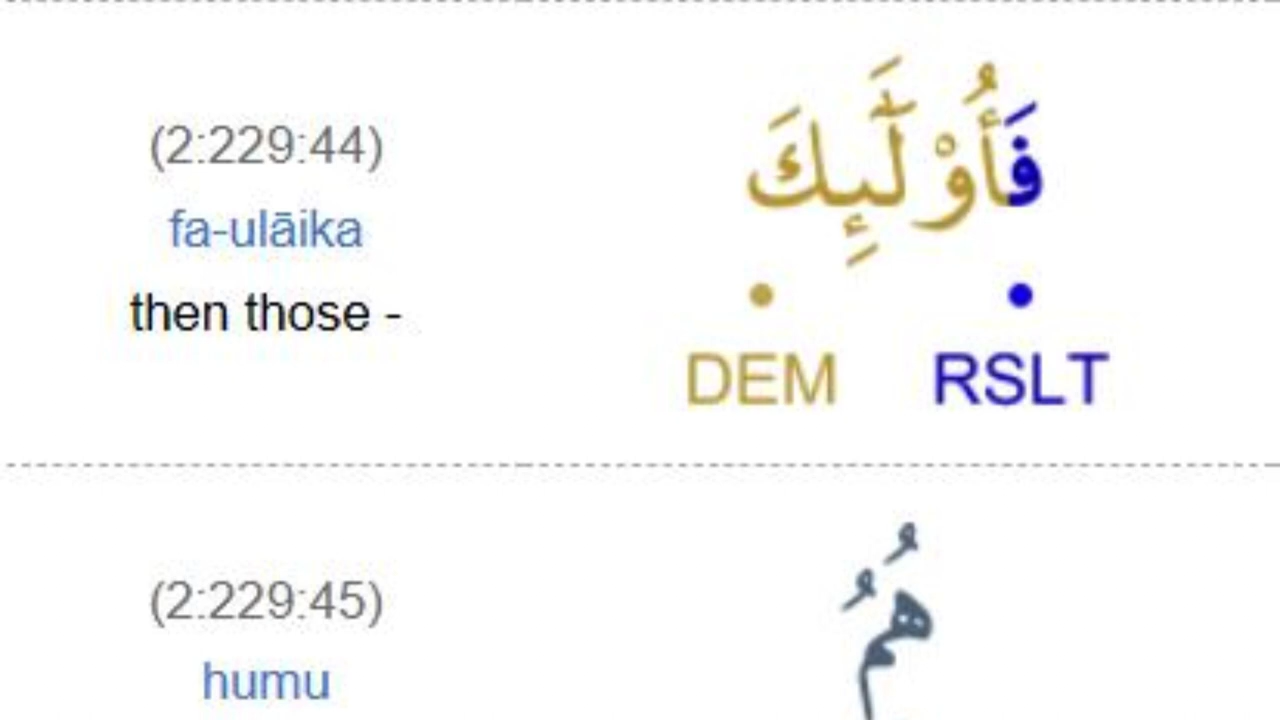 (2:229:44)
fa-ulāika
then those -
فَأُو۟لَٰٓئِكَ
DEM RSLT
(2:229:45)
humu
هُمُ